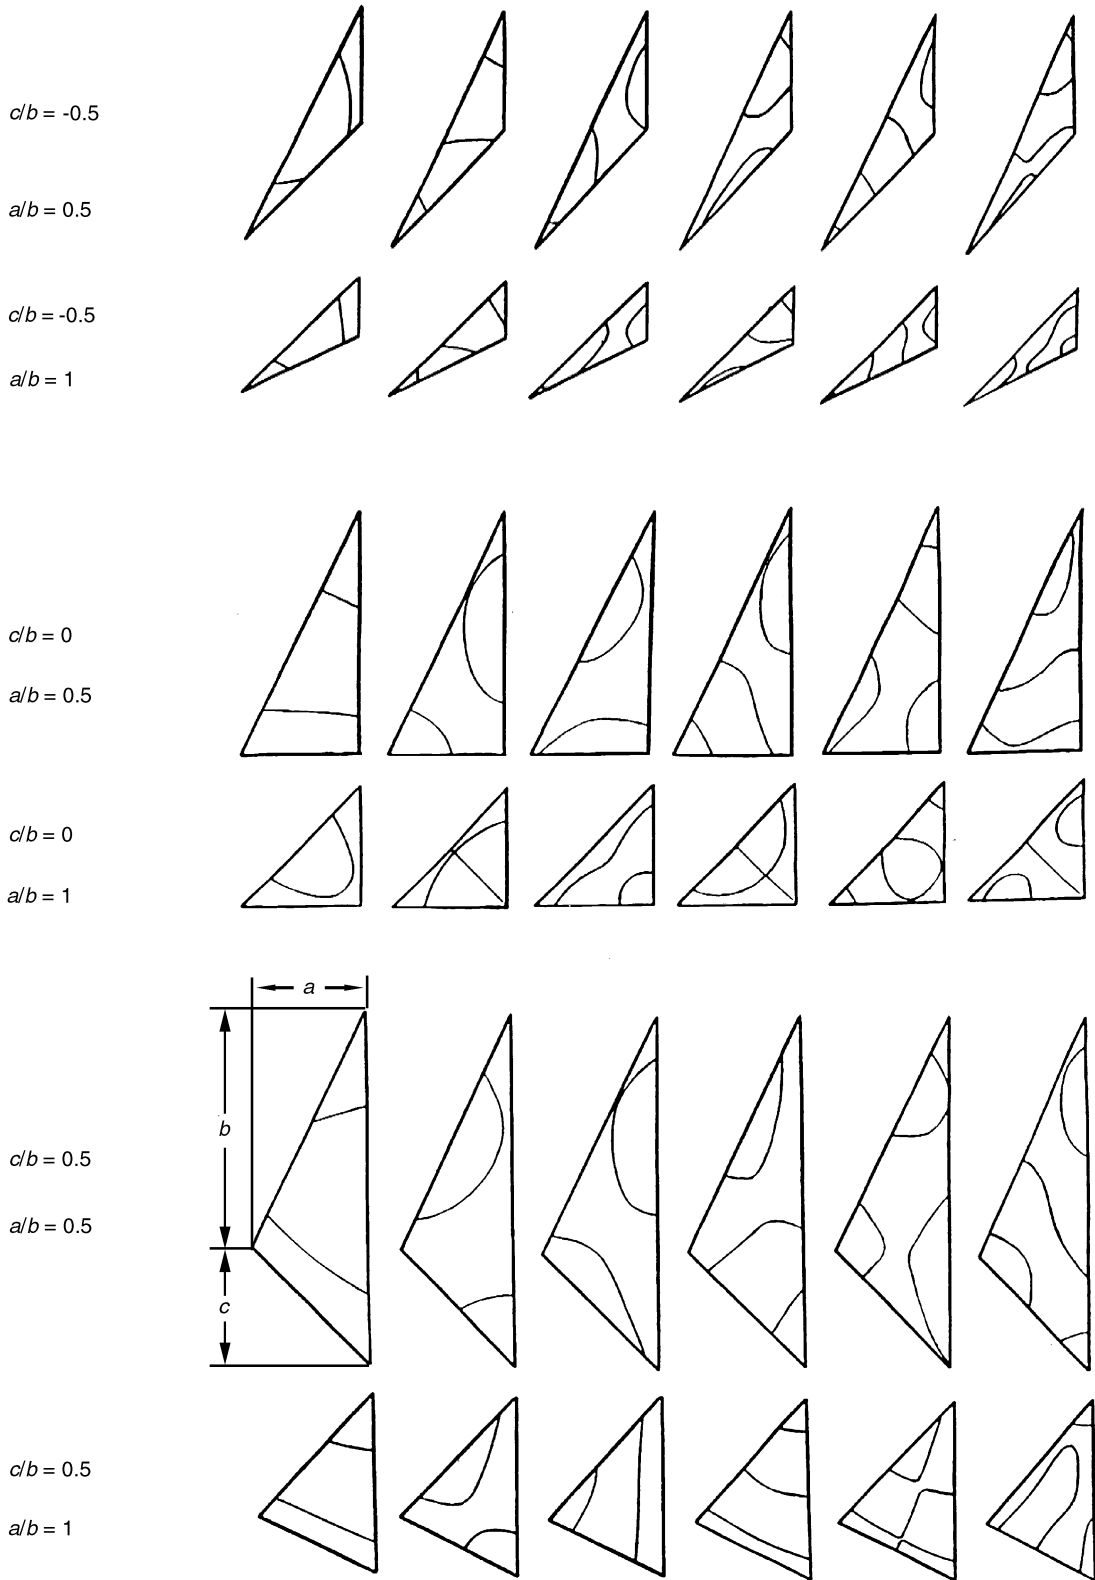 c/b = -0.5
a/b = 0.5
c/b = -0.5
a/b = 1
c/b = 0
a/b = 0.5
c/b = 0
a/b = 1
a
b
c/b = 0.5
a/b = 0.5
c
c/b = 0.5
a/b = 1